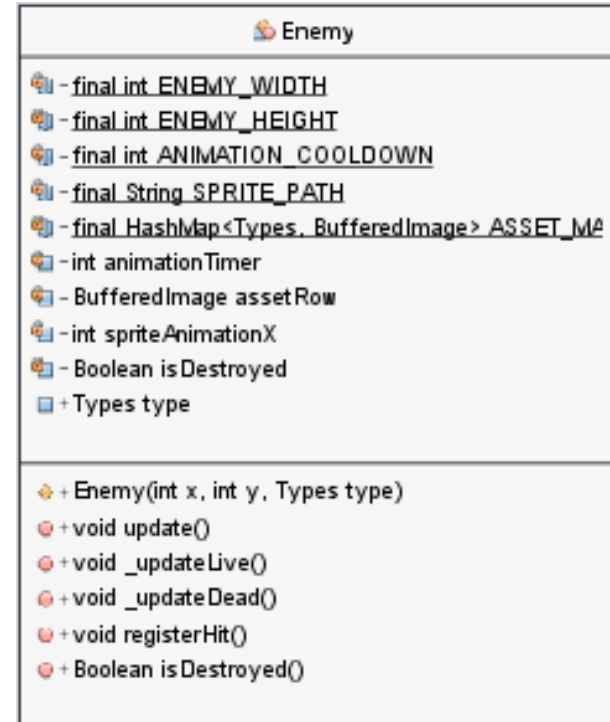 Enemy
- final int ENEMY_WIDTH
- final int ENEMY_HEIGHT
- final int ANIMATION_COOLDOWN
- final String SPRITE_PATH
- final HashMap<Types, BufferedImage> ASSET_MA
- int animationTimer
- BufferedImage assetRow
- int spriteAnimationX
- Boolean isDestroyed
+ Types type
+ Enemy(int x, int y, Types type)
+ void update()
+ void _updateLive()
+ void _updateDead()
+ void registerHit()
+ Boolean isDestroyed()